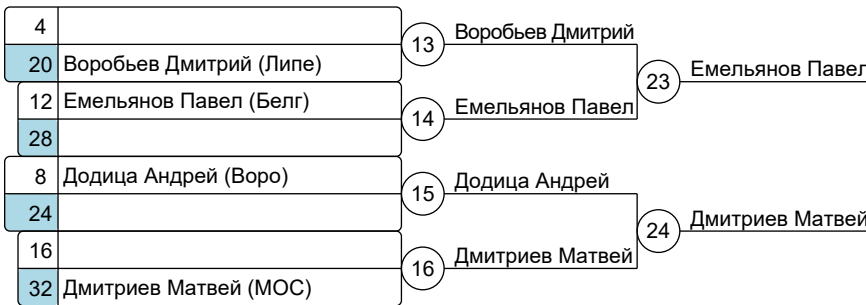 4
20 Воробьев Дмитрий (Липе)
12 Емельянов Павел (Белг)
28
8 Додица Андрей (Воро)
24
16
32 Дмитриев Матвей (МОС)
13 Воробьев Дмитрий
14 Емельянов Павел
15 Додица Андрей
16 Дмитриев Матвей
23 Емельянов Павел
24 Дмитриев Матвей